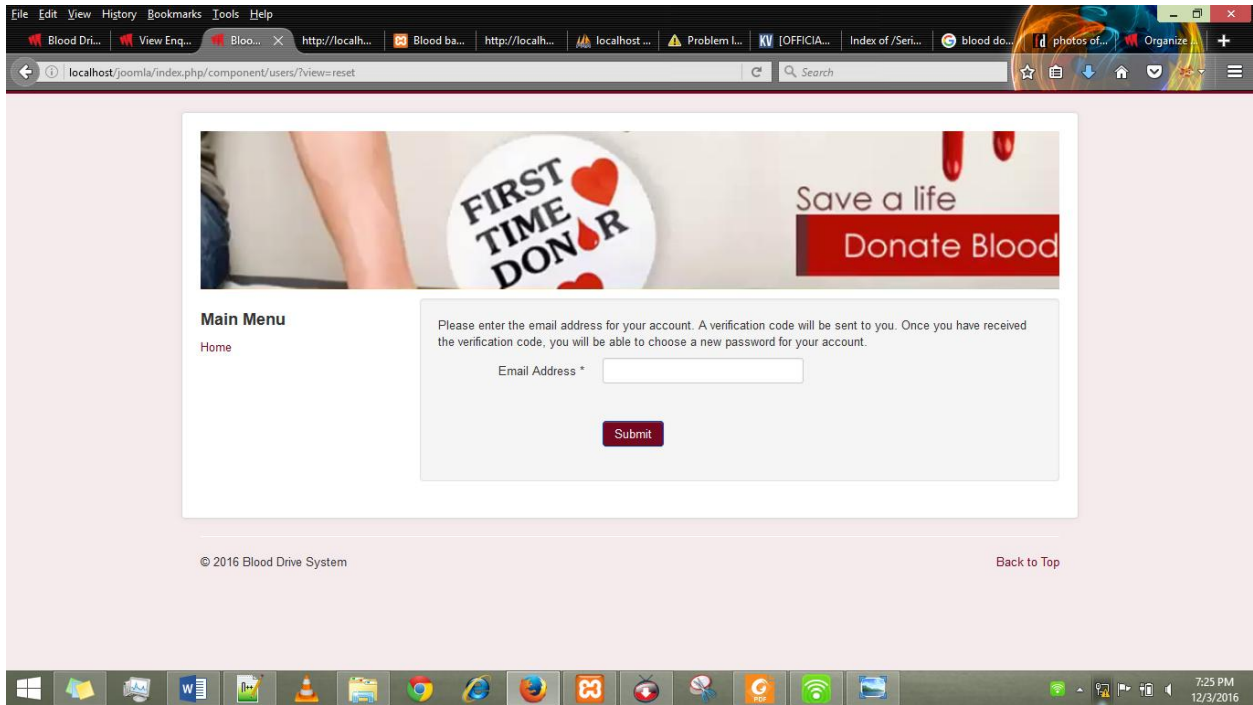 File Edit View History Bookmarks Tools Help
Blood Dri... View Enq... Bloo... http://localh... Blood ba... http://localh... localhost ... Problem l... KV [OFFICIA... Index of /Seri... blood do... photos of... Organize
localhost/joomla/index.php/component/users/?view=reset Search
FIRST
TIME
DONOR
Save a life
Donate Blood
Main Menu
Home
Please enter the email address for your account. A verification code will be sent to you. Once you have received
the verification code, you will be able to choose a new password for your account.
Email Address *
Submit
© 2016 Blood Drive System
Back to Top
7:25 PM
12/3/2016